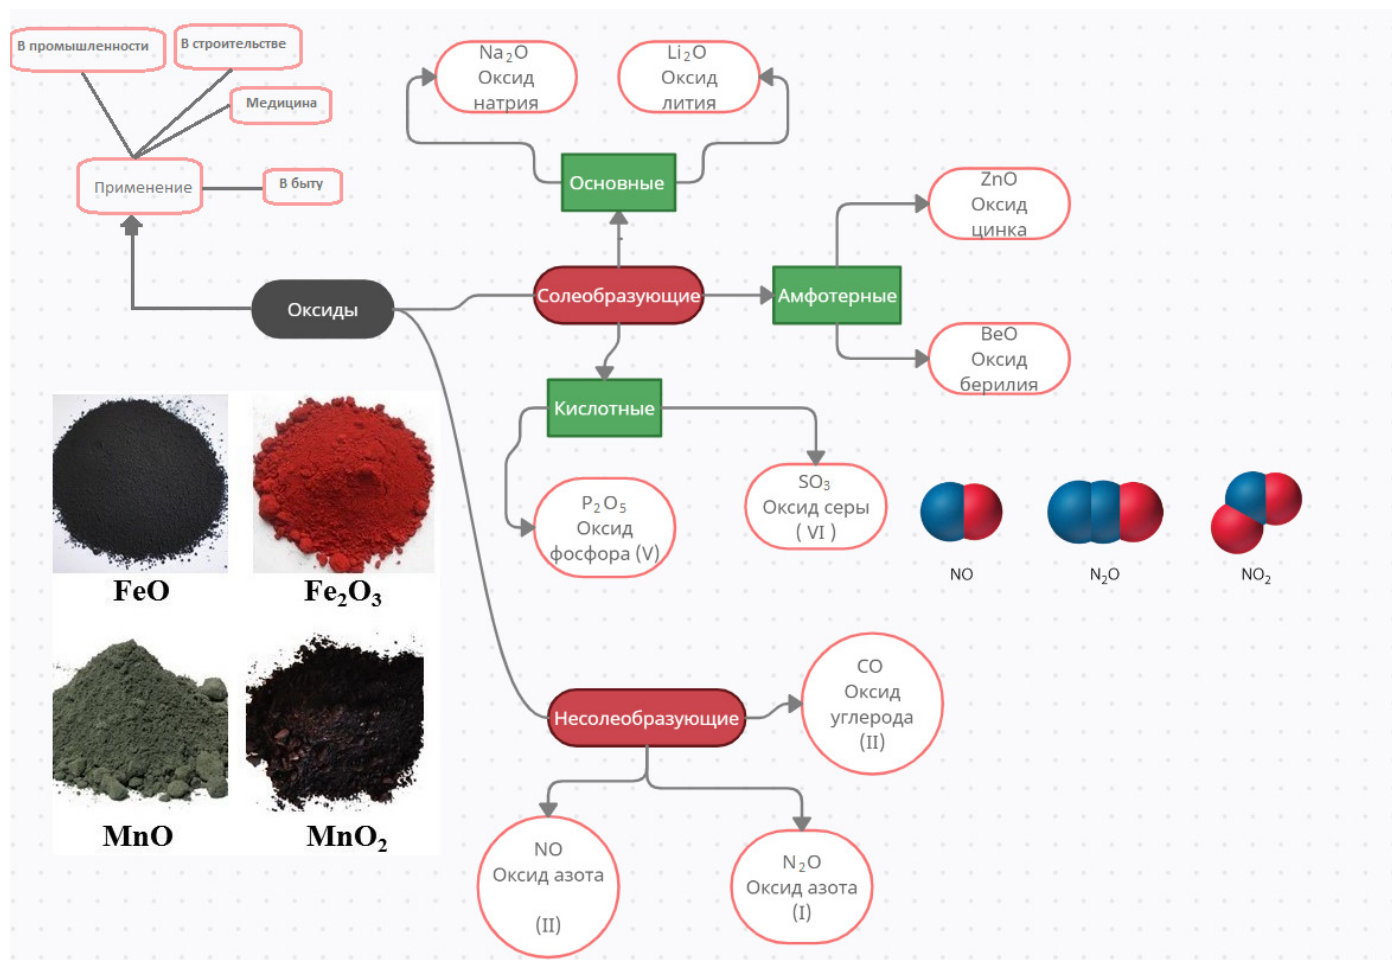 В промышленности
В строительстве
Медицина
Применение
В быту
Na₂O
Оксид
натрия
Li₂O
Оксид
лития
Основные
ZnO
Оксид
цинка
Оксиды
Солеобразующие
Амфотерные
BeO
Оксид
берилия
Кислотные
P₂O₅
Оксид
фосфора (V)
SO₃
Оксид серы
( VI )
NO
N₂O
NO₂
FeO
Fe₂O₃
MnO
MnO₂
Несолеобразующие
CO
Оксид
углерода
(II)
NO
Оксид азота
(II)
N₂O
Оксид азота
(I)